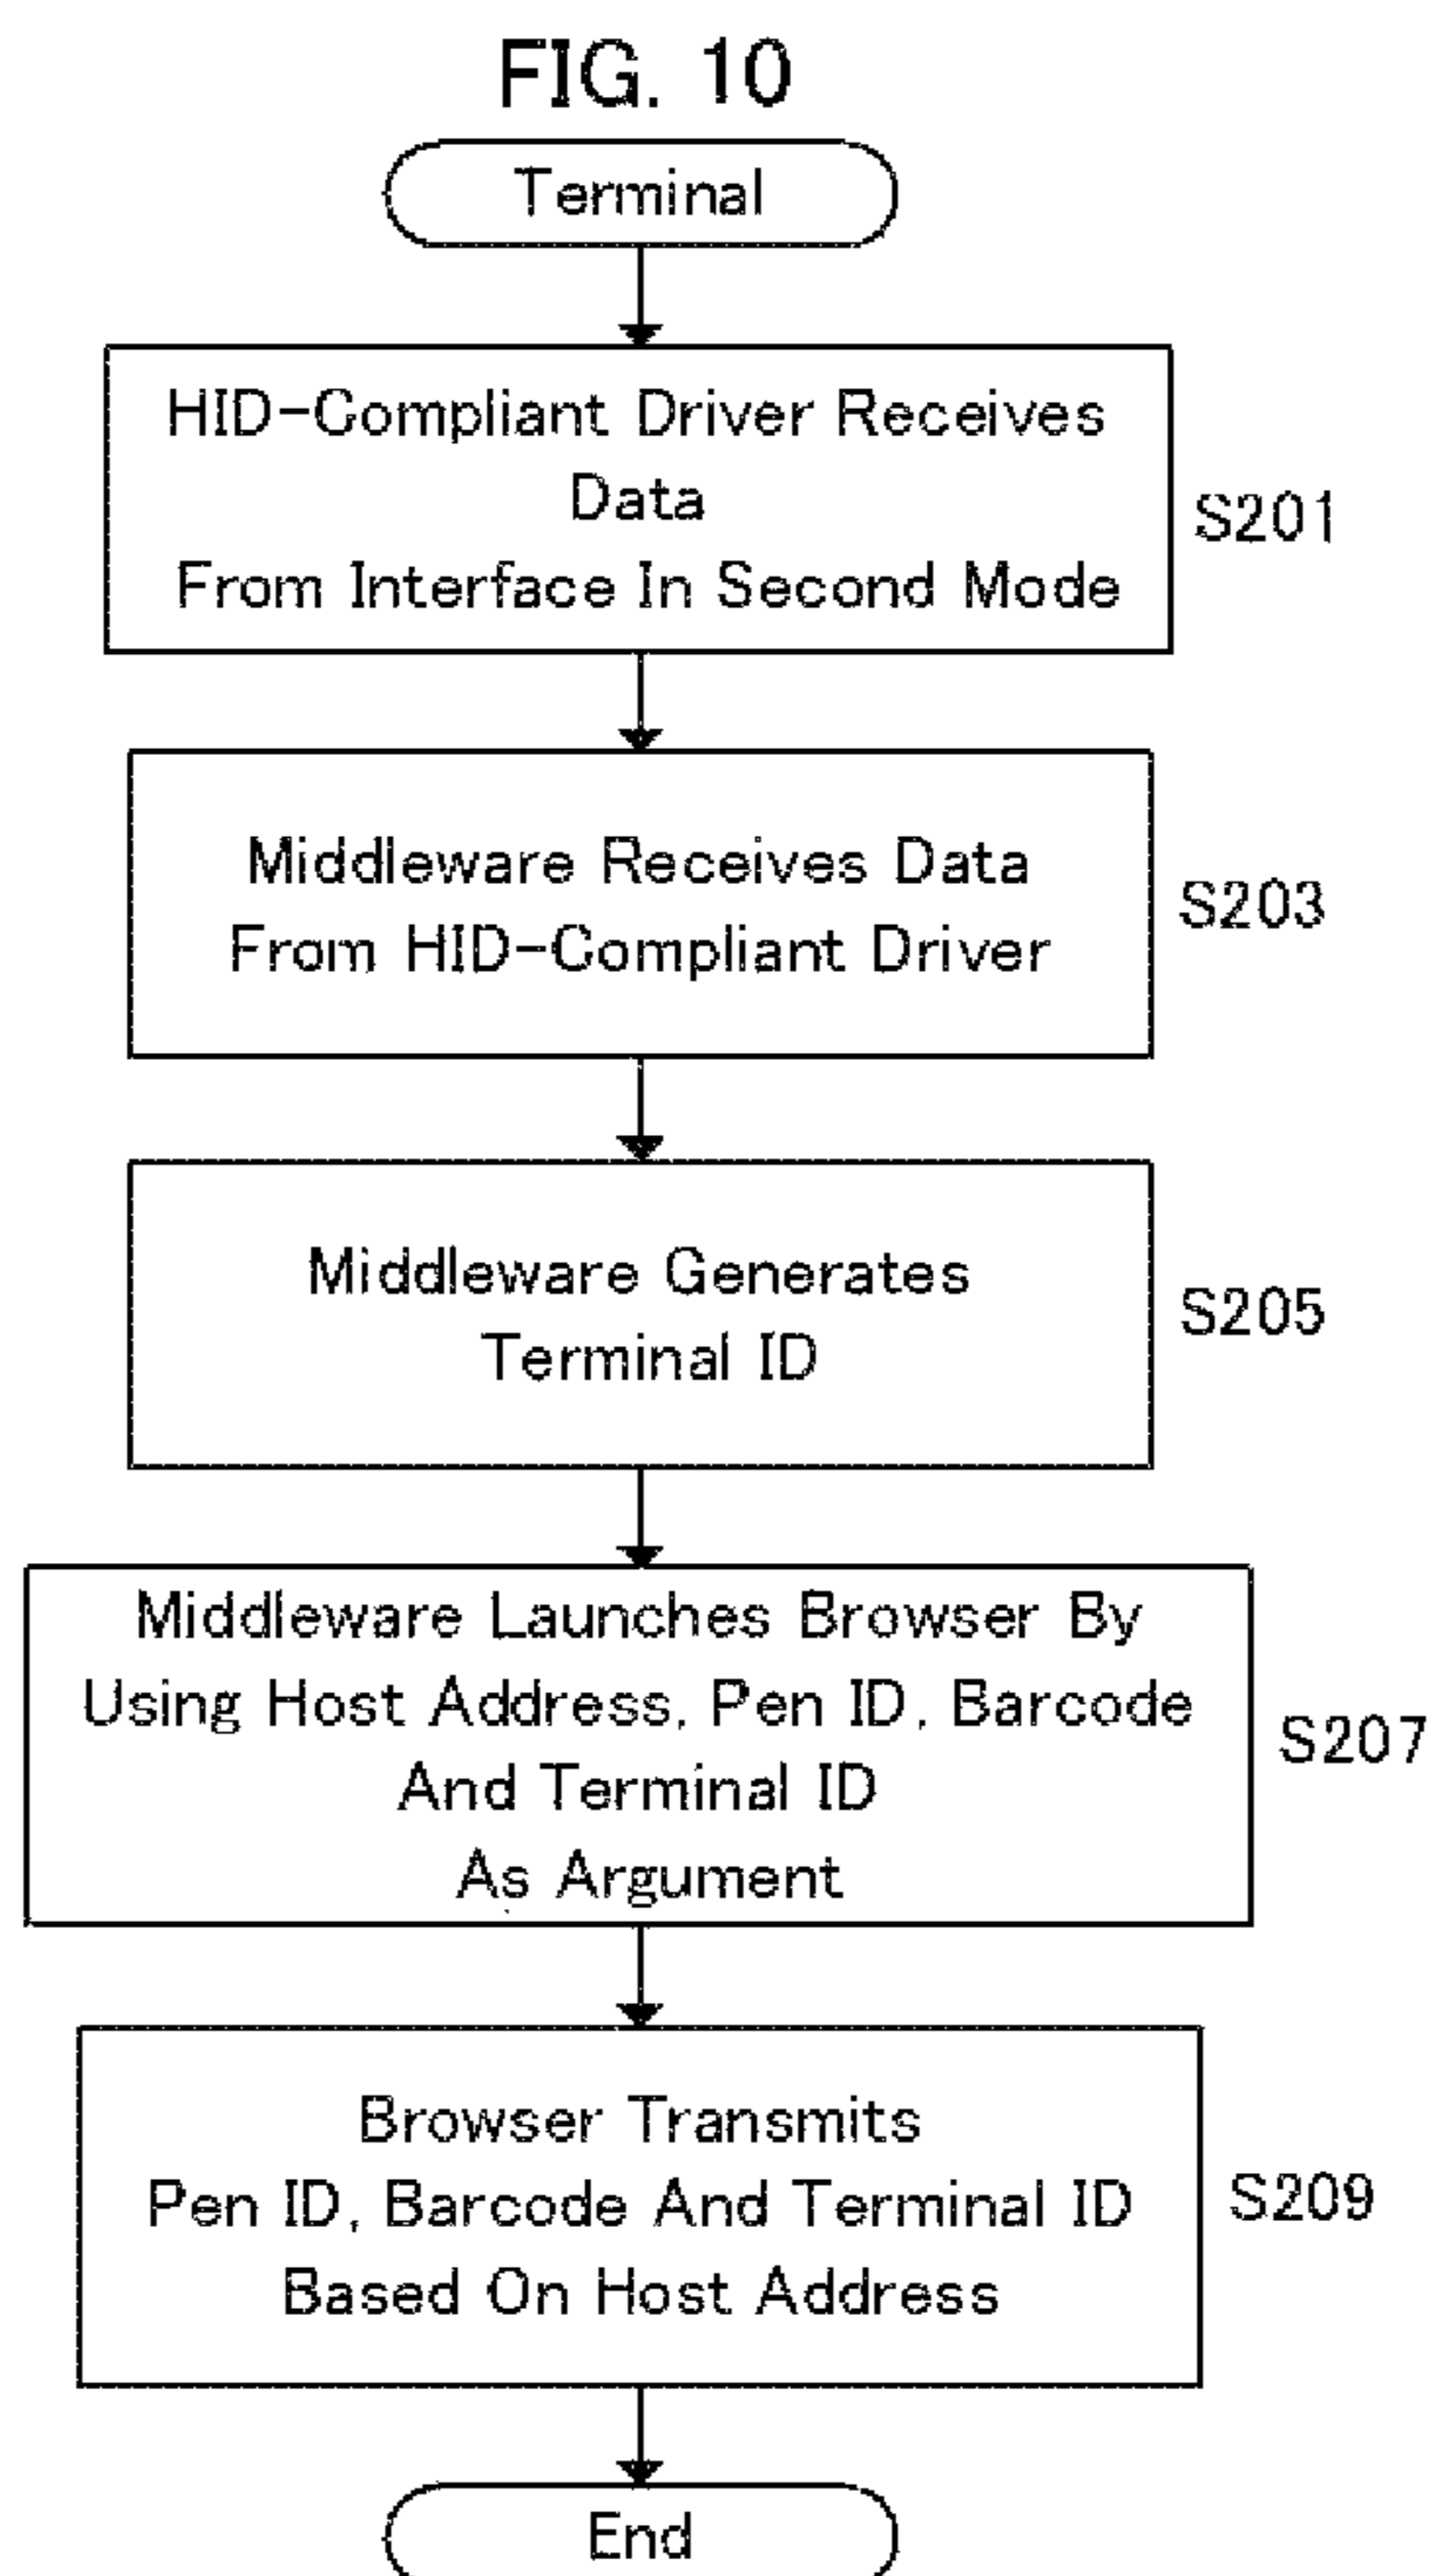 FIG. 10
Terminal
HID-Compliant Driver Receives
Data
From Interface In Second Mode
S201
Middleware Receives Data
From HID-Compliant Driver
S203
Middleware Generates
Terminal ID
S205
Middleware Launches Browser By
Using Host Address, Pen ID, Barcode
And Terminal ID
As Argument
S207
Browser Transmits
Pen ID, Barcode And Terminal ID
Based On Host Address
S209
End